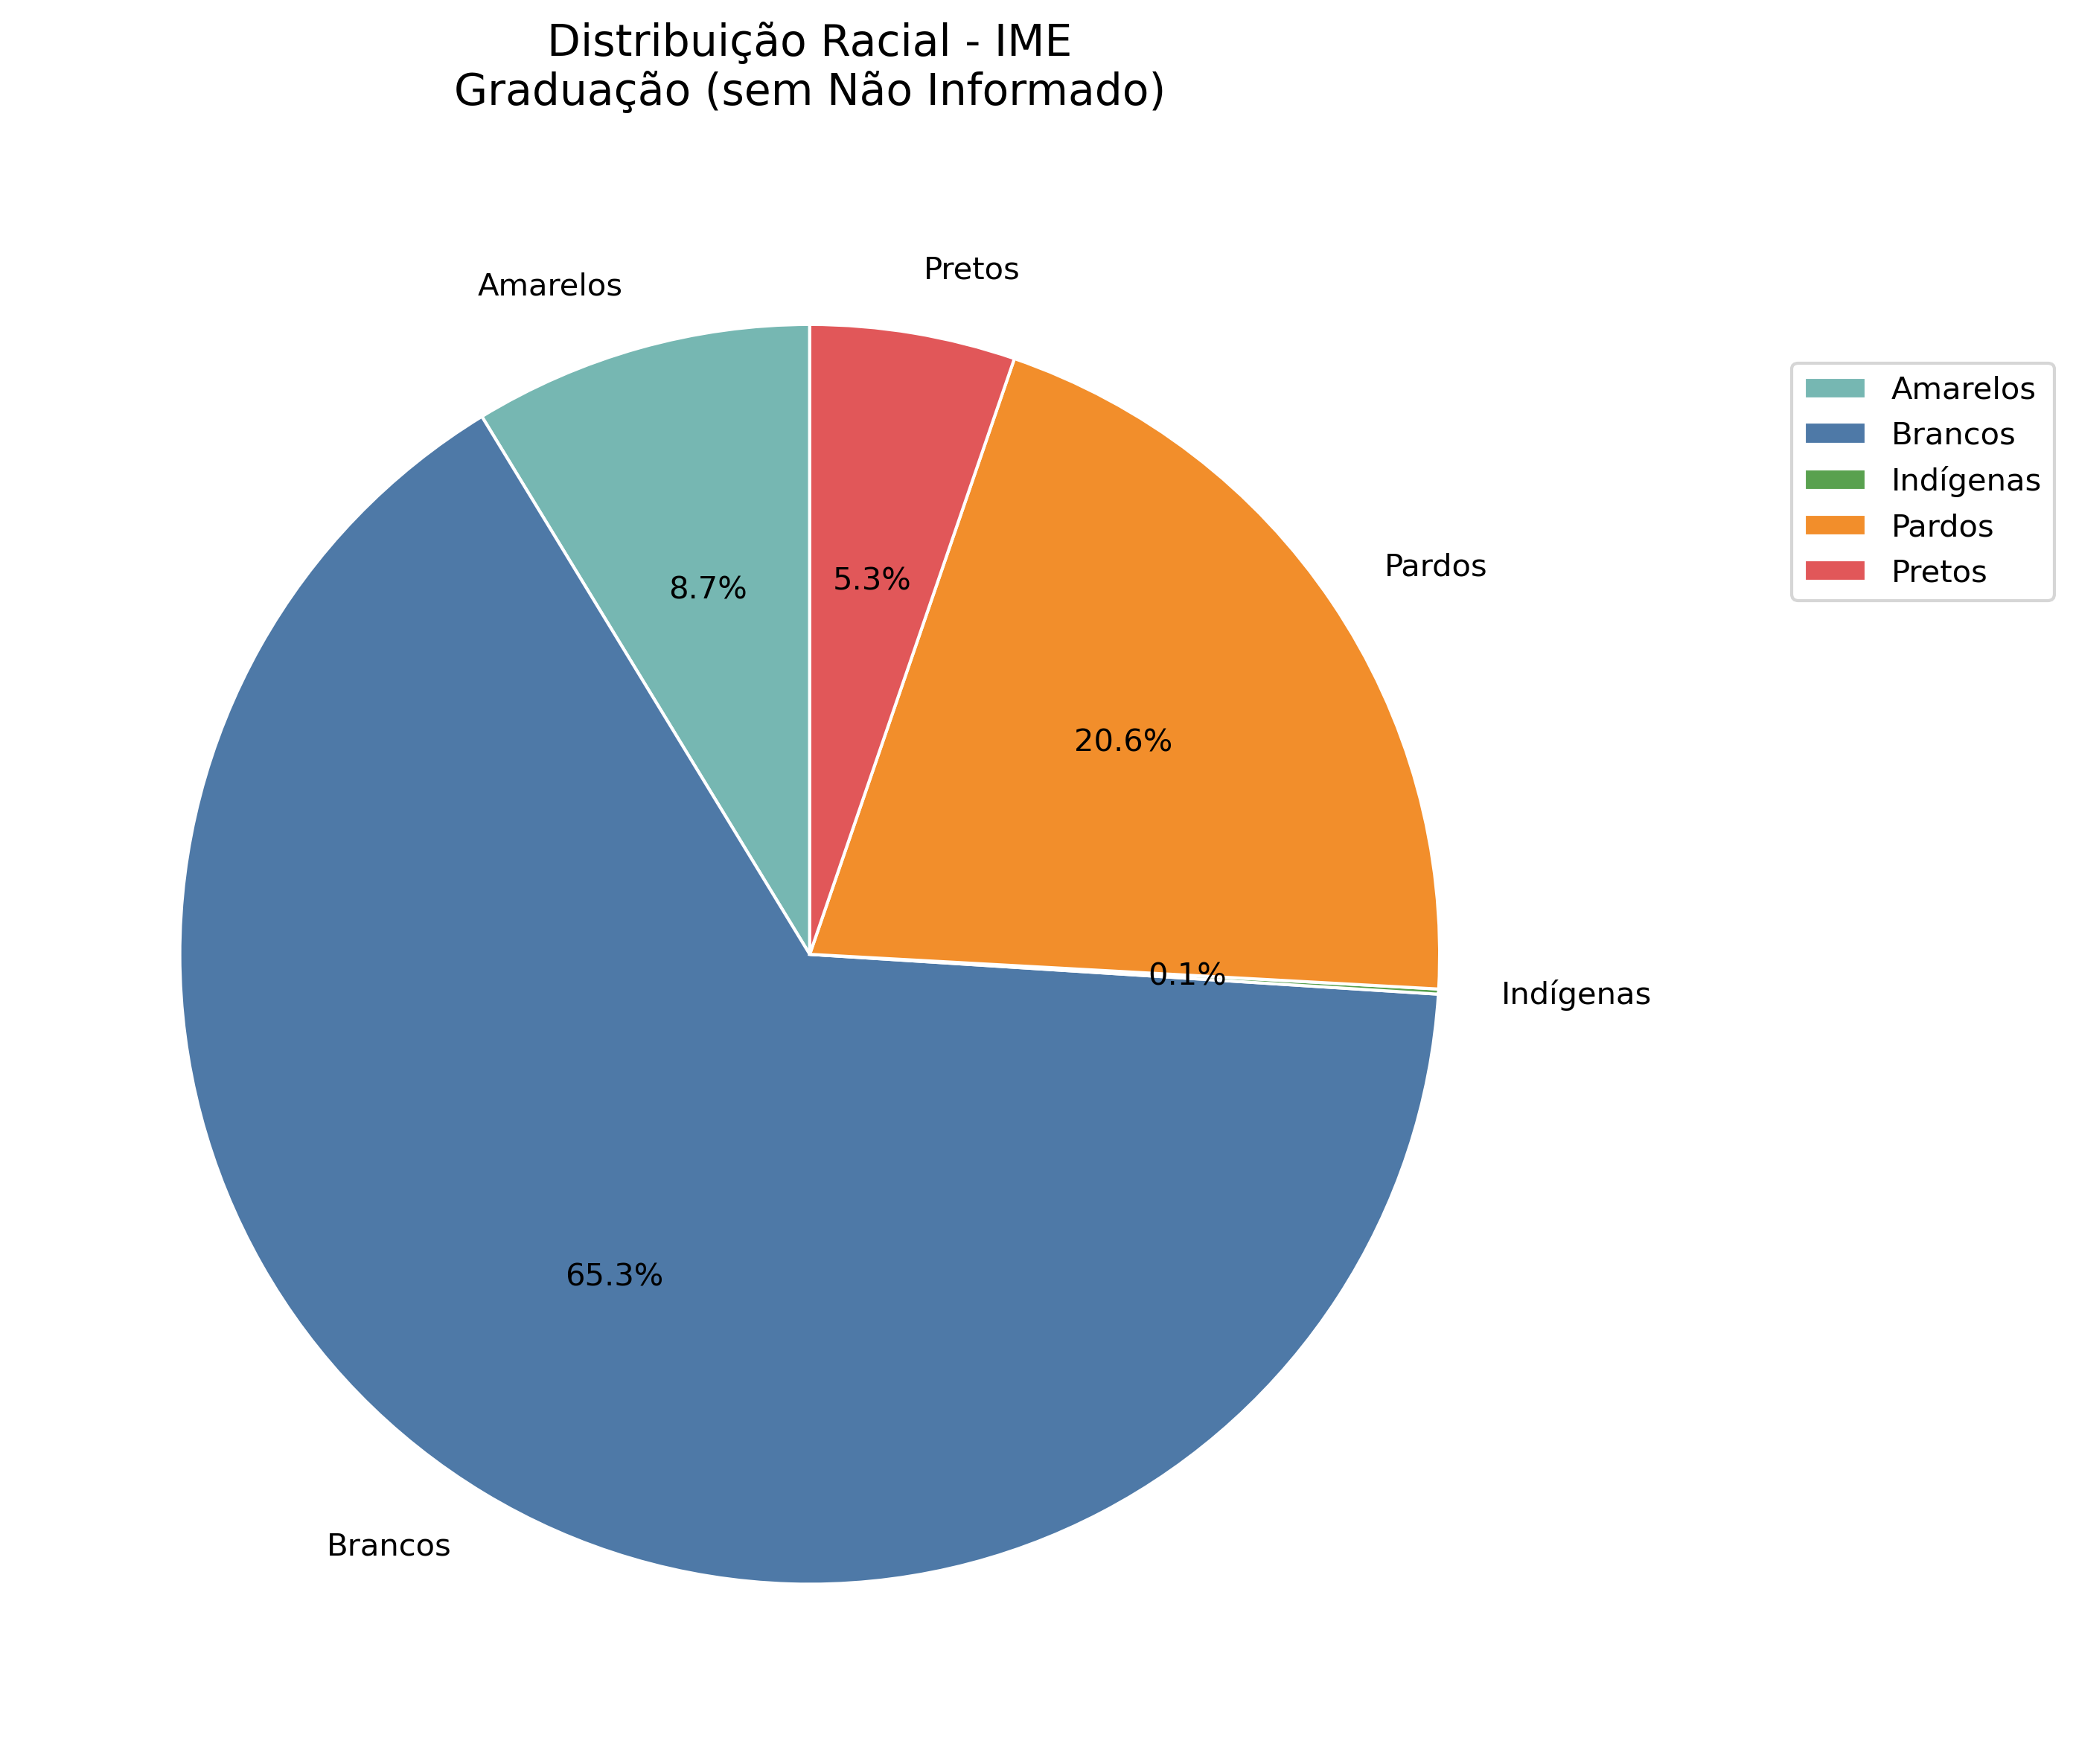 Distribuição Racial - IME
Graduação (sem Não Informado)
Pretos
Amarelos
Amarelos
Brancos
Indígenas
Pardos
Pretos
Pardos
5.3%
8.7%
20.6%
0.1%
Indígenas
65.3%
Brancos